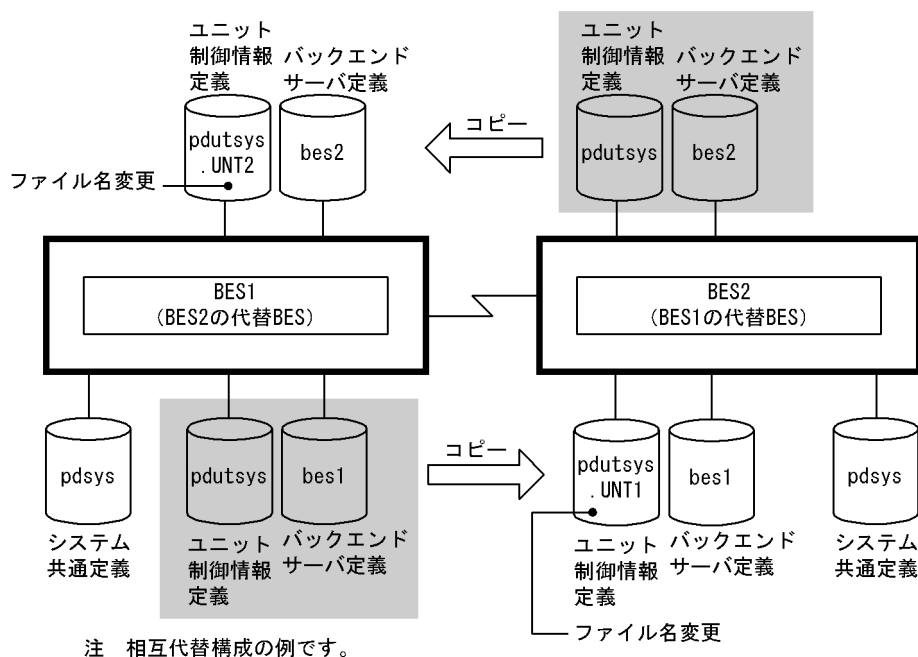 ユニット
制御情報
定義
バックエンド
サーバ定義
pdutsys
.UNT2
bes2
ファイル名変更
コピー
ユニット
制御情報
定義
バックエンド
サーバ定義
pdutsys
bes2
BES1
(BES2の代替BES)
BES2
(BES1の代替BES)
pdsys
システム
共通定義
pdutsys
bes1
ユニット
制御情報
定義
バックエンド
サーバ定義
コピー
pdutsys
.UNT1
bes1
ユニット
制御情報
定義
バックエンド
サーバ定義
pdsys
システム
共通定義
ファイル名変更
注　相互代替構成の例です。